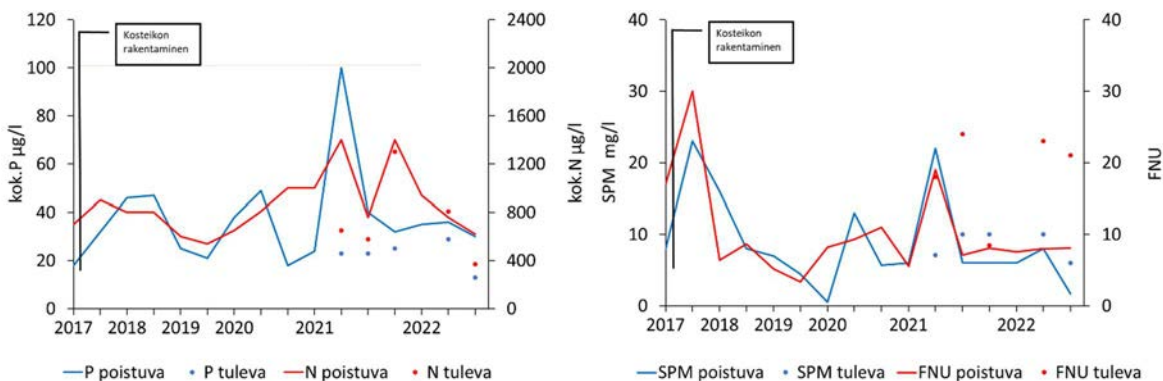 120
100
80
60
40
20
0
kok.P µg/l
Kosteikon
rakentaminen
2400
2000
1600
1200
800
400
0
kok.N µg/l
2017
2018
2019
2020
2021
2022
P poistuva
P tuleva
N poistuva
N tuleva
40
30
20
10
0
SPM mg/l
Kosteikon
rakentaminen
40
30
20
10
0
FNU
2017
2018
2019
2020
2021
2022
SPM poistuva
SPM tuleva
FNU poistuva
FNU tuleva